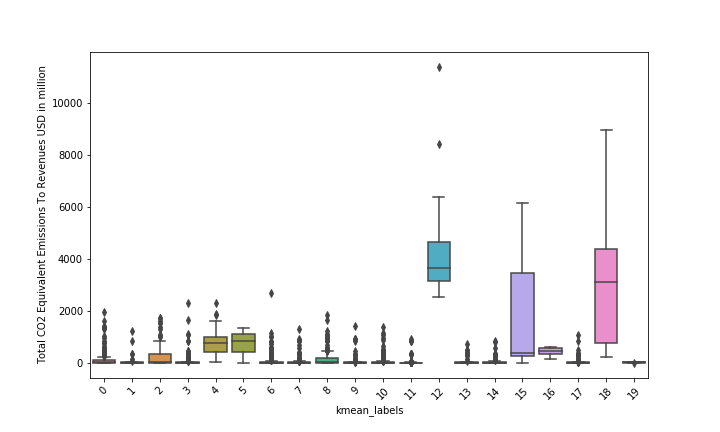 Total CO2 Equivalent Emissions To Revenues USD in million
10000
8000
6000
4000
2000
0
0 1 2 3 4 5 6 7 8 9 10 11 12 13 14 15 16 17 18 19
kmean_labels